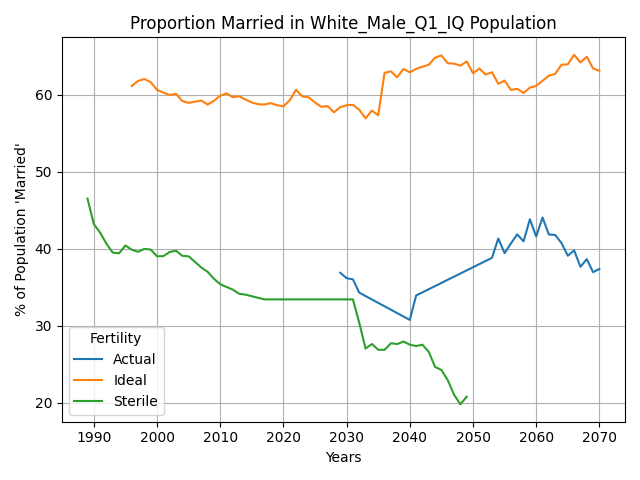 Proportion Married in White_Male_Q1_IQ Population
% of Population 'Married'
60
50
40
30
20
Fertility
Actual
Ideal
Sterile
1990 2000 2010 2020 2030 2040 2050 2060 2070
Years